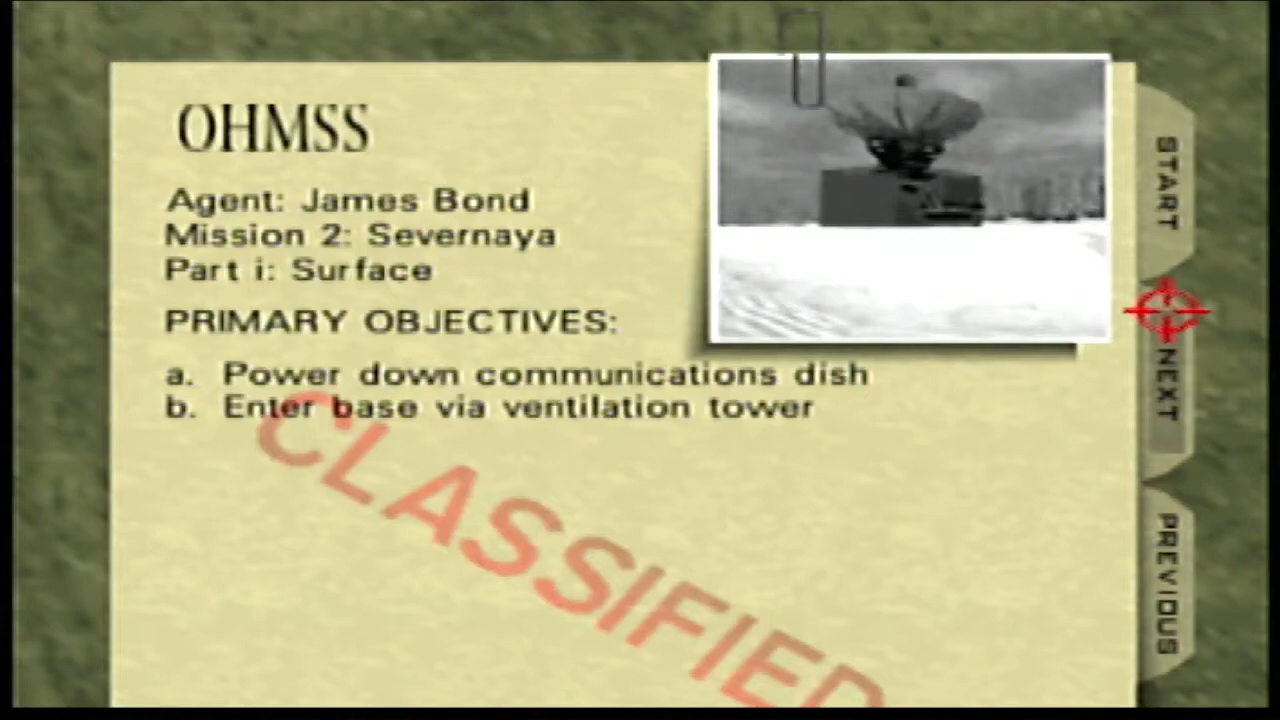 OHMSS
Agent: James Bond
Mission 2: Severnaya
Part i: Surface
PRIMARY OBJECTIVES:
a. Power down communications dish
b. Enter base via ventilation tower
CLASSIFIED
START
NEXT
PREVIOUS